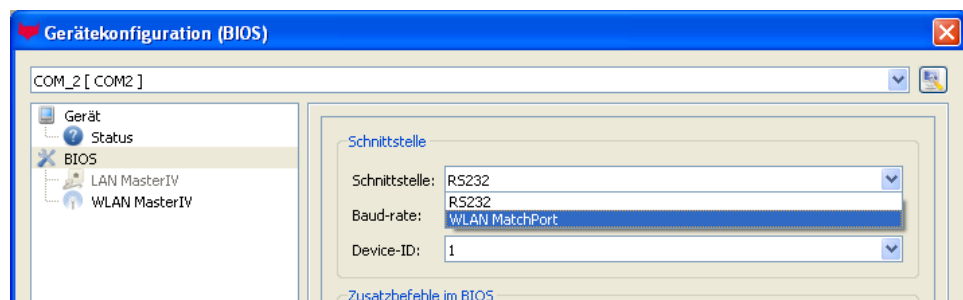 Gerätekonfiguration (BIOS)
COM_2 [ COM2 ]
Gerät
Status
BIOS
LAN MasterIV
WLAN MasterIV
Schnittstelle
Schnittstelle: RS232
RS232
Baud-rate: WLAN MatchPort
Device-ID: 1
Zusatzbefehle im BIOS